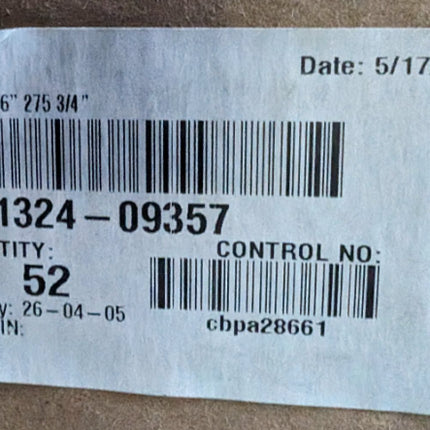 Date: 5/17
6" 275 3/4"
1324-09357
TITY:
CONTROL NO:
52
y: 26-04-05
IN:
cbpa28661